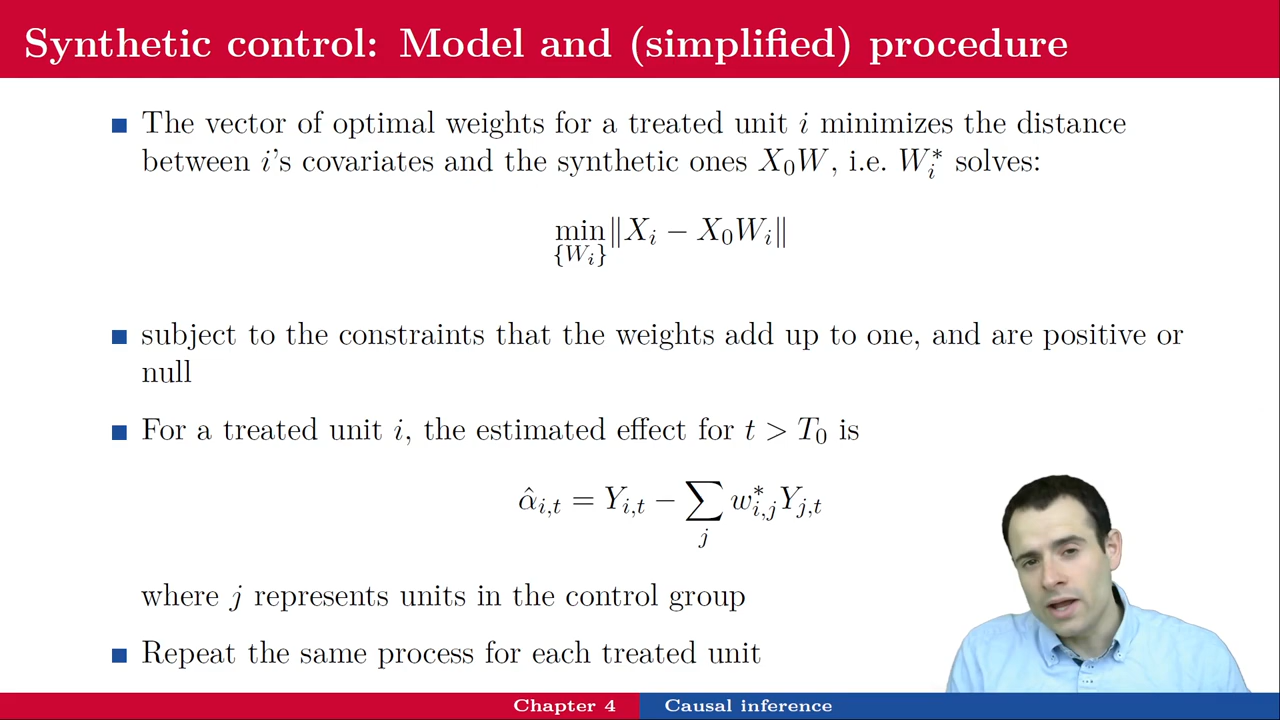 Synthetic control: Model and (simplified) procedure
The vector of optimal weights for a treated unit i minimizes the distance
between i's covariates and the synthetic ones X₀W, i.e. Wᵢ* solves:
min ‖Xᵢ − X₀Wᵢ‖
{Wᵢ}
subject to the constraints that the weights add up to one, and are positive or
null
For a treated unit i, the estimated effect for t > T₀ is
α̂ᵢ,ₜ = Yᵢ,ₜ − ∑ w*ᵢ,ⱼYⱼ,ₜ
j
where j represents units in the control group
Repeat the same process for each treated unit
Chapter 4 Causal inference